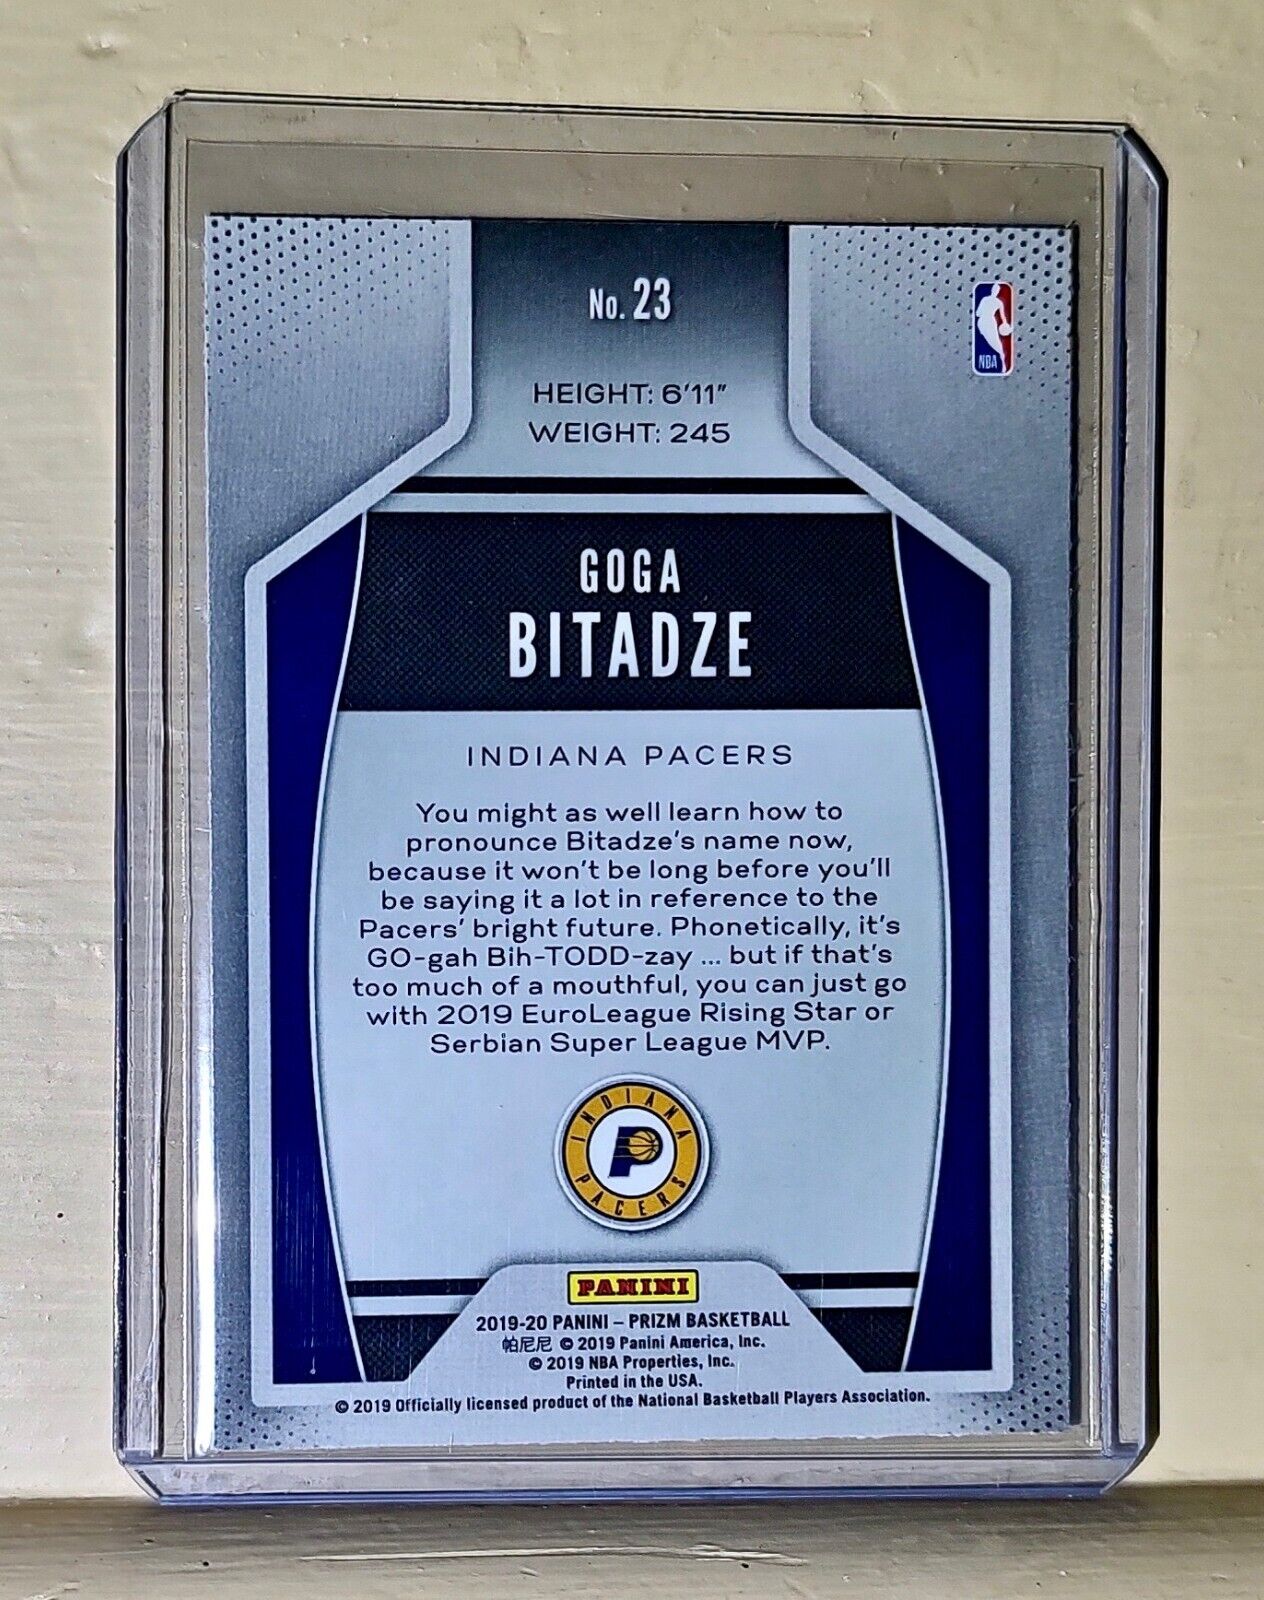 No. 23
NBA
HEIGHT: 6'11"
WEIGHT: 245
GOGA
BITADZE
INDIANA PACERS
You might as well learn how to
pronounce Bitadze's name now,
because it won't be long before you'll
be saying it a lot in reference to the
Pacers' bright future. Phonetically, it's
GO-gah Bih-TODD-zay ... but if that's
too much of a mouthful, you can just go
with 2019 EuroLeague Rising Star or
Serbian Super League MVP.
INDIANA
P
PACERS
PANINI
2019-20 PANINI – PRIZM BASKETBALL
帕尼尼 © 2019 Panini America, Inc.
© 2019 NBA Properties, Inc.
Printed in the USA.
© 2019 Officially licensed product of the National Basketball Players Association.